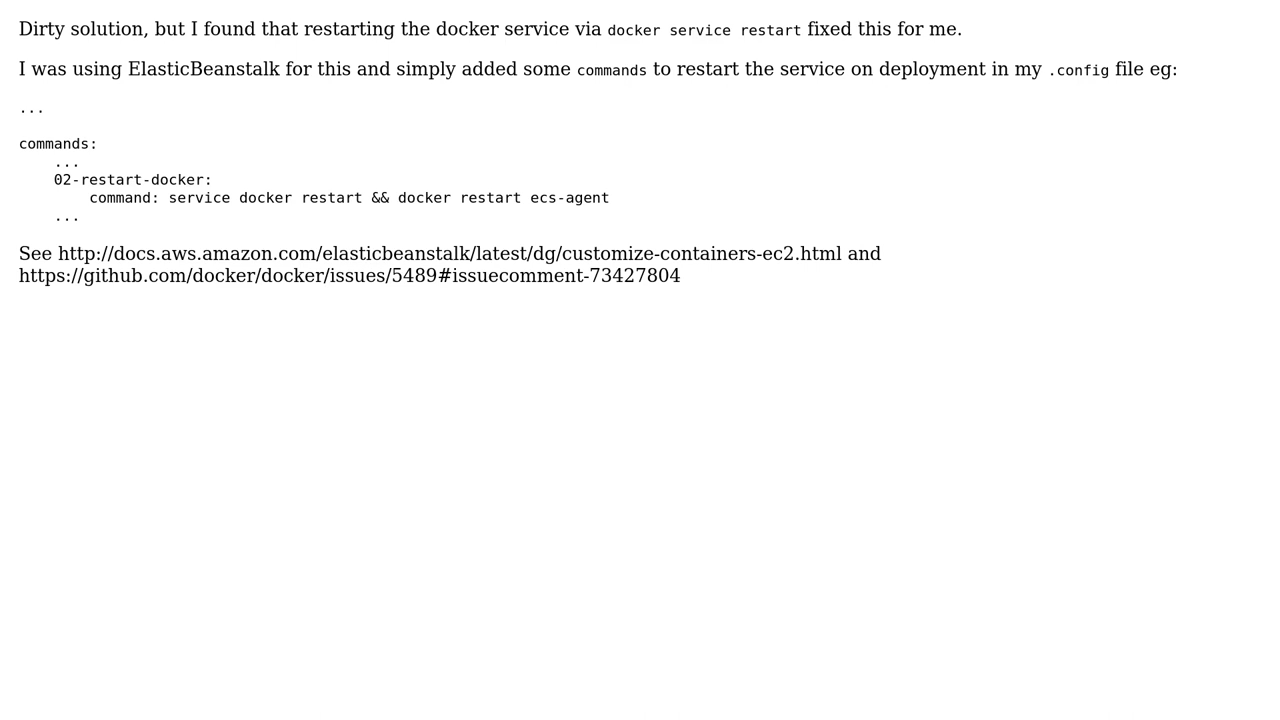 Dirty solution, but I found that restarting the docker service via docker service restart fixed this for me.
I was using ElasticBeanstalk for this and simply added some commands to restart the service on deployment in my .config file eg:
...
commands:
    ...
    02-restart-docker:
        command: service docker restart && docker restart ecs-agent
    ...
See http://docs.aws.amazon.com/elasticbeanstalk/latest/dg/customize-containers-ec2.html and
https://github.com/docker/docker/issues/5489#issuecomment-73427804